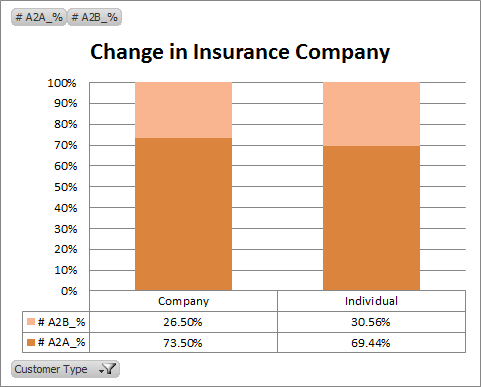 # A2A_% # A2B_%
Change in Insurance Company
100%
90%
80%
70%
60%
50%
40%
30%
20%
10%
0%
Company Individual
# A2B_% 26.50% 30.56%
# A2A_% 73.50% 69.44%
Customer Type